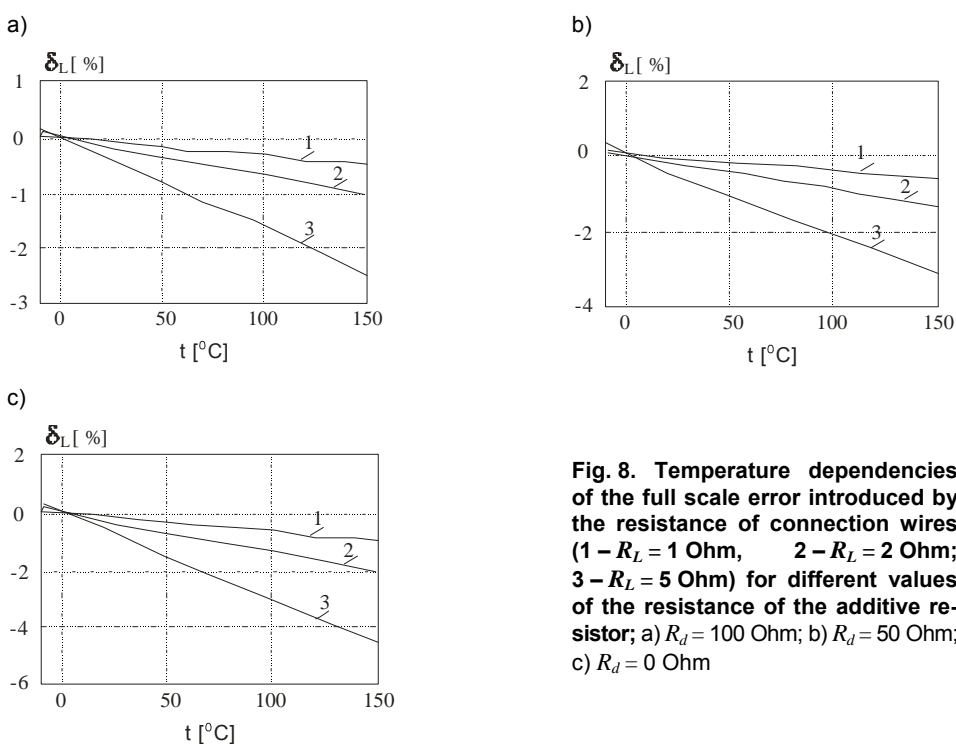 a)
δL[ %]
1
0
-1
-2
-3
0 50 100 150
t [°C]
1
2
3
b)
δL[ %]
2
0
-2
-4
0 50 100 150
t [°C]
1
2
3
c)
δL[ %]
2
0
-2
-4
-6
0 50 100 150
t [°C]
1
2
3
Fig. 8. Temperature dependencies
of the full scale error introduced by
the resistance of connection wires
(1 – RL = 1 Ohm, 2 – RL = 2 Ohm;
3 – RL = 5 Ohm) for different values
of the resistance of the additive re-
sistor; a) Rd = 100 Ohm; b) Rd = 50 Ohm;
c) Rd = 0 Ohm